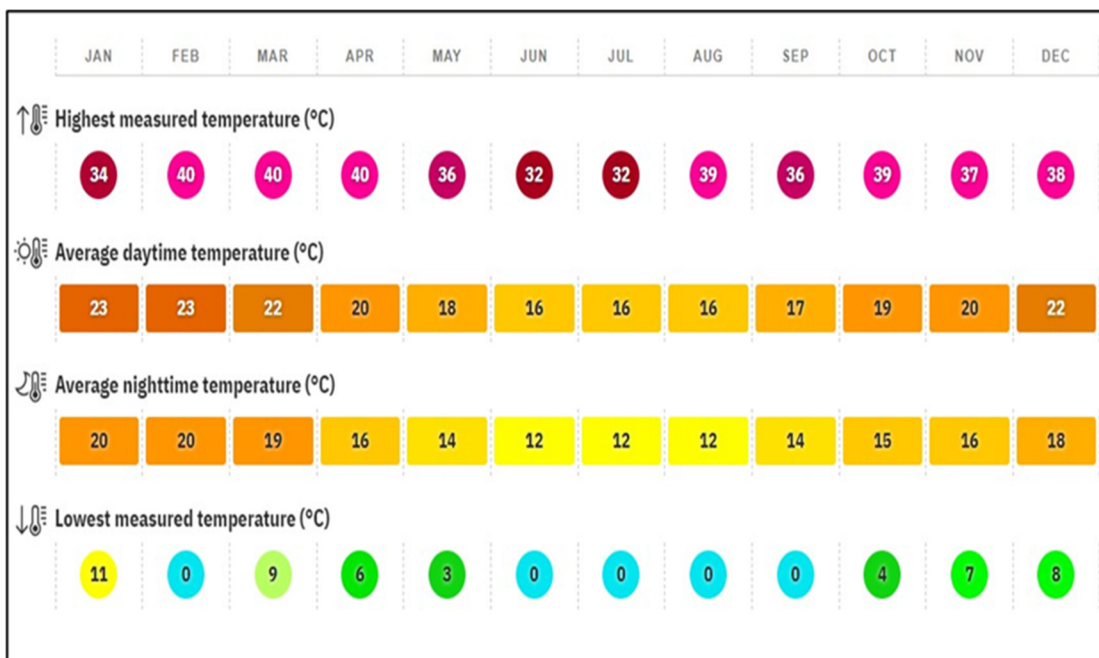 JAN FEB MAR APR MAY JUN JUL AUG SEP OCT NOV DEC
Highest measured temperature (°C)
34 40 40 40 36 32 32 39 36 39 37 38
Average daytime temperature (°C)
23 23 22 20 18 16 16 16 17 19 20 22
Average nighttime temperature (°C)
20 20 19 16 14 12 12 12 14 15 16 18
Lowest measured temperature (°C)
11 0 9 6 3 0 0 0 0 4 7 8